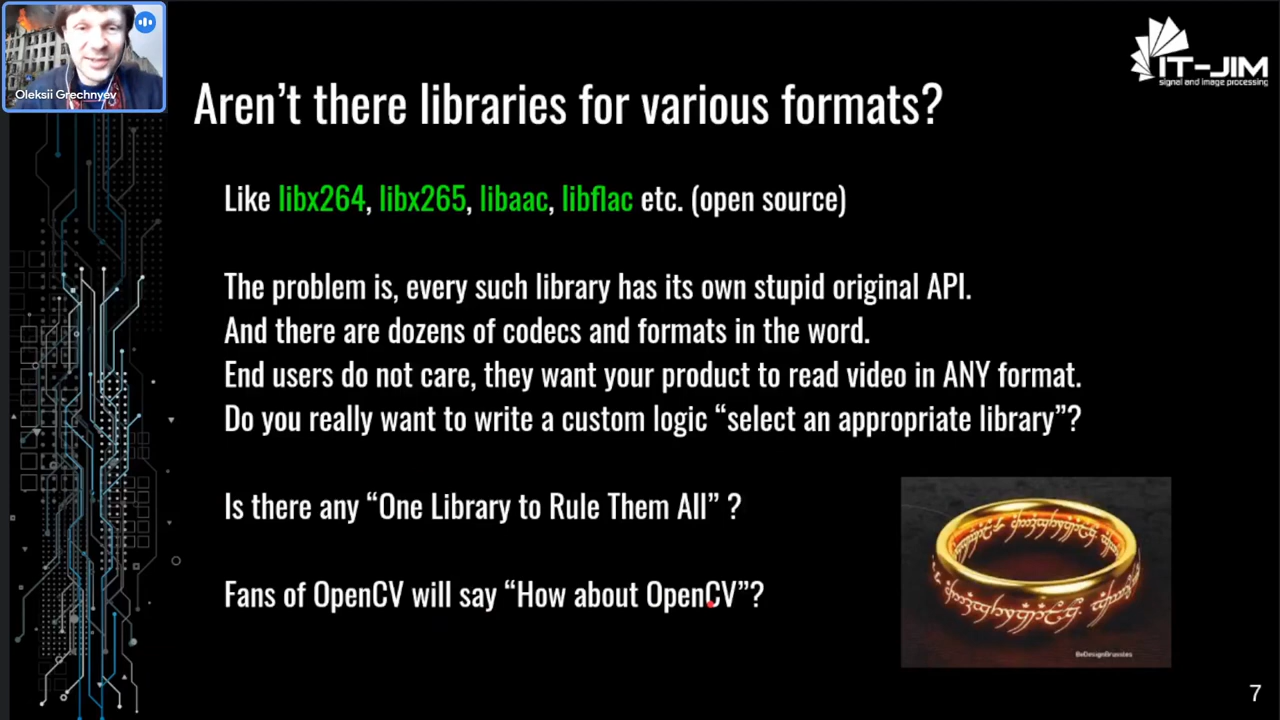 Oleksii Grechnyev
IT-JIM
signal and image processing
Aren’t there libraries for various formats?
Like libx264, libx265, libaac, libflac etc. (open source)
The problem is, every such library has its own stupid original API.
And there are dozens of codecs and formats in the word.
End users do not care, they want your product to read video in ANY format.
Do you really want to write a custom logic “select an appropriate library”?
Is there any “One Library to Rule Them All” ?
Fans of OpenCV will say “How about OpenCV”?
BeDesignBrussles
7